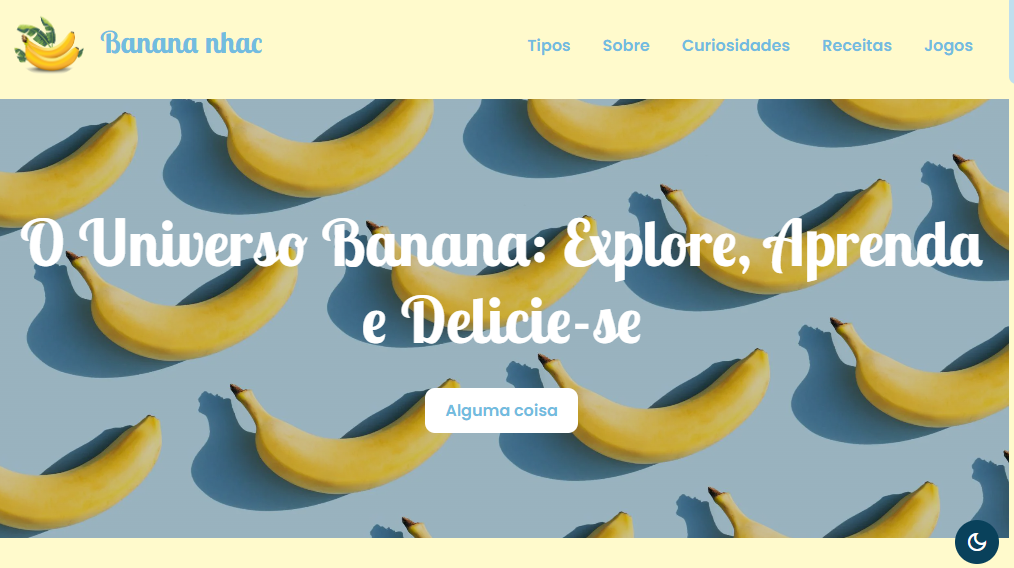 Banana nhac
Tipos Sobre Curiosidades Receitas Jogos
O Universo Banana: Explore, Aprenda
e Delicie-se
Alguma coisa